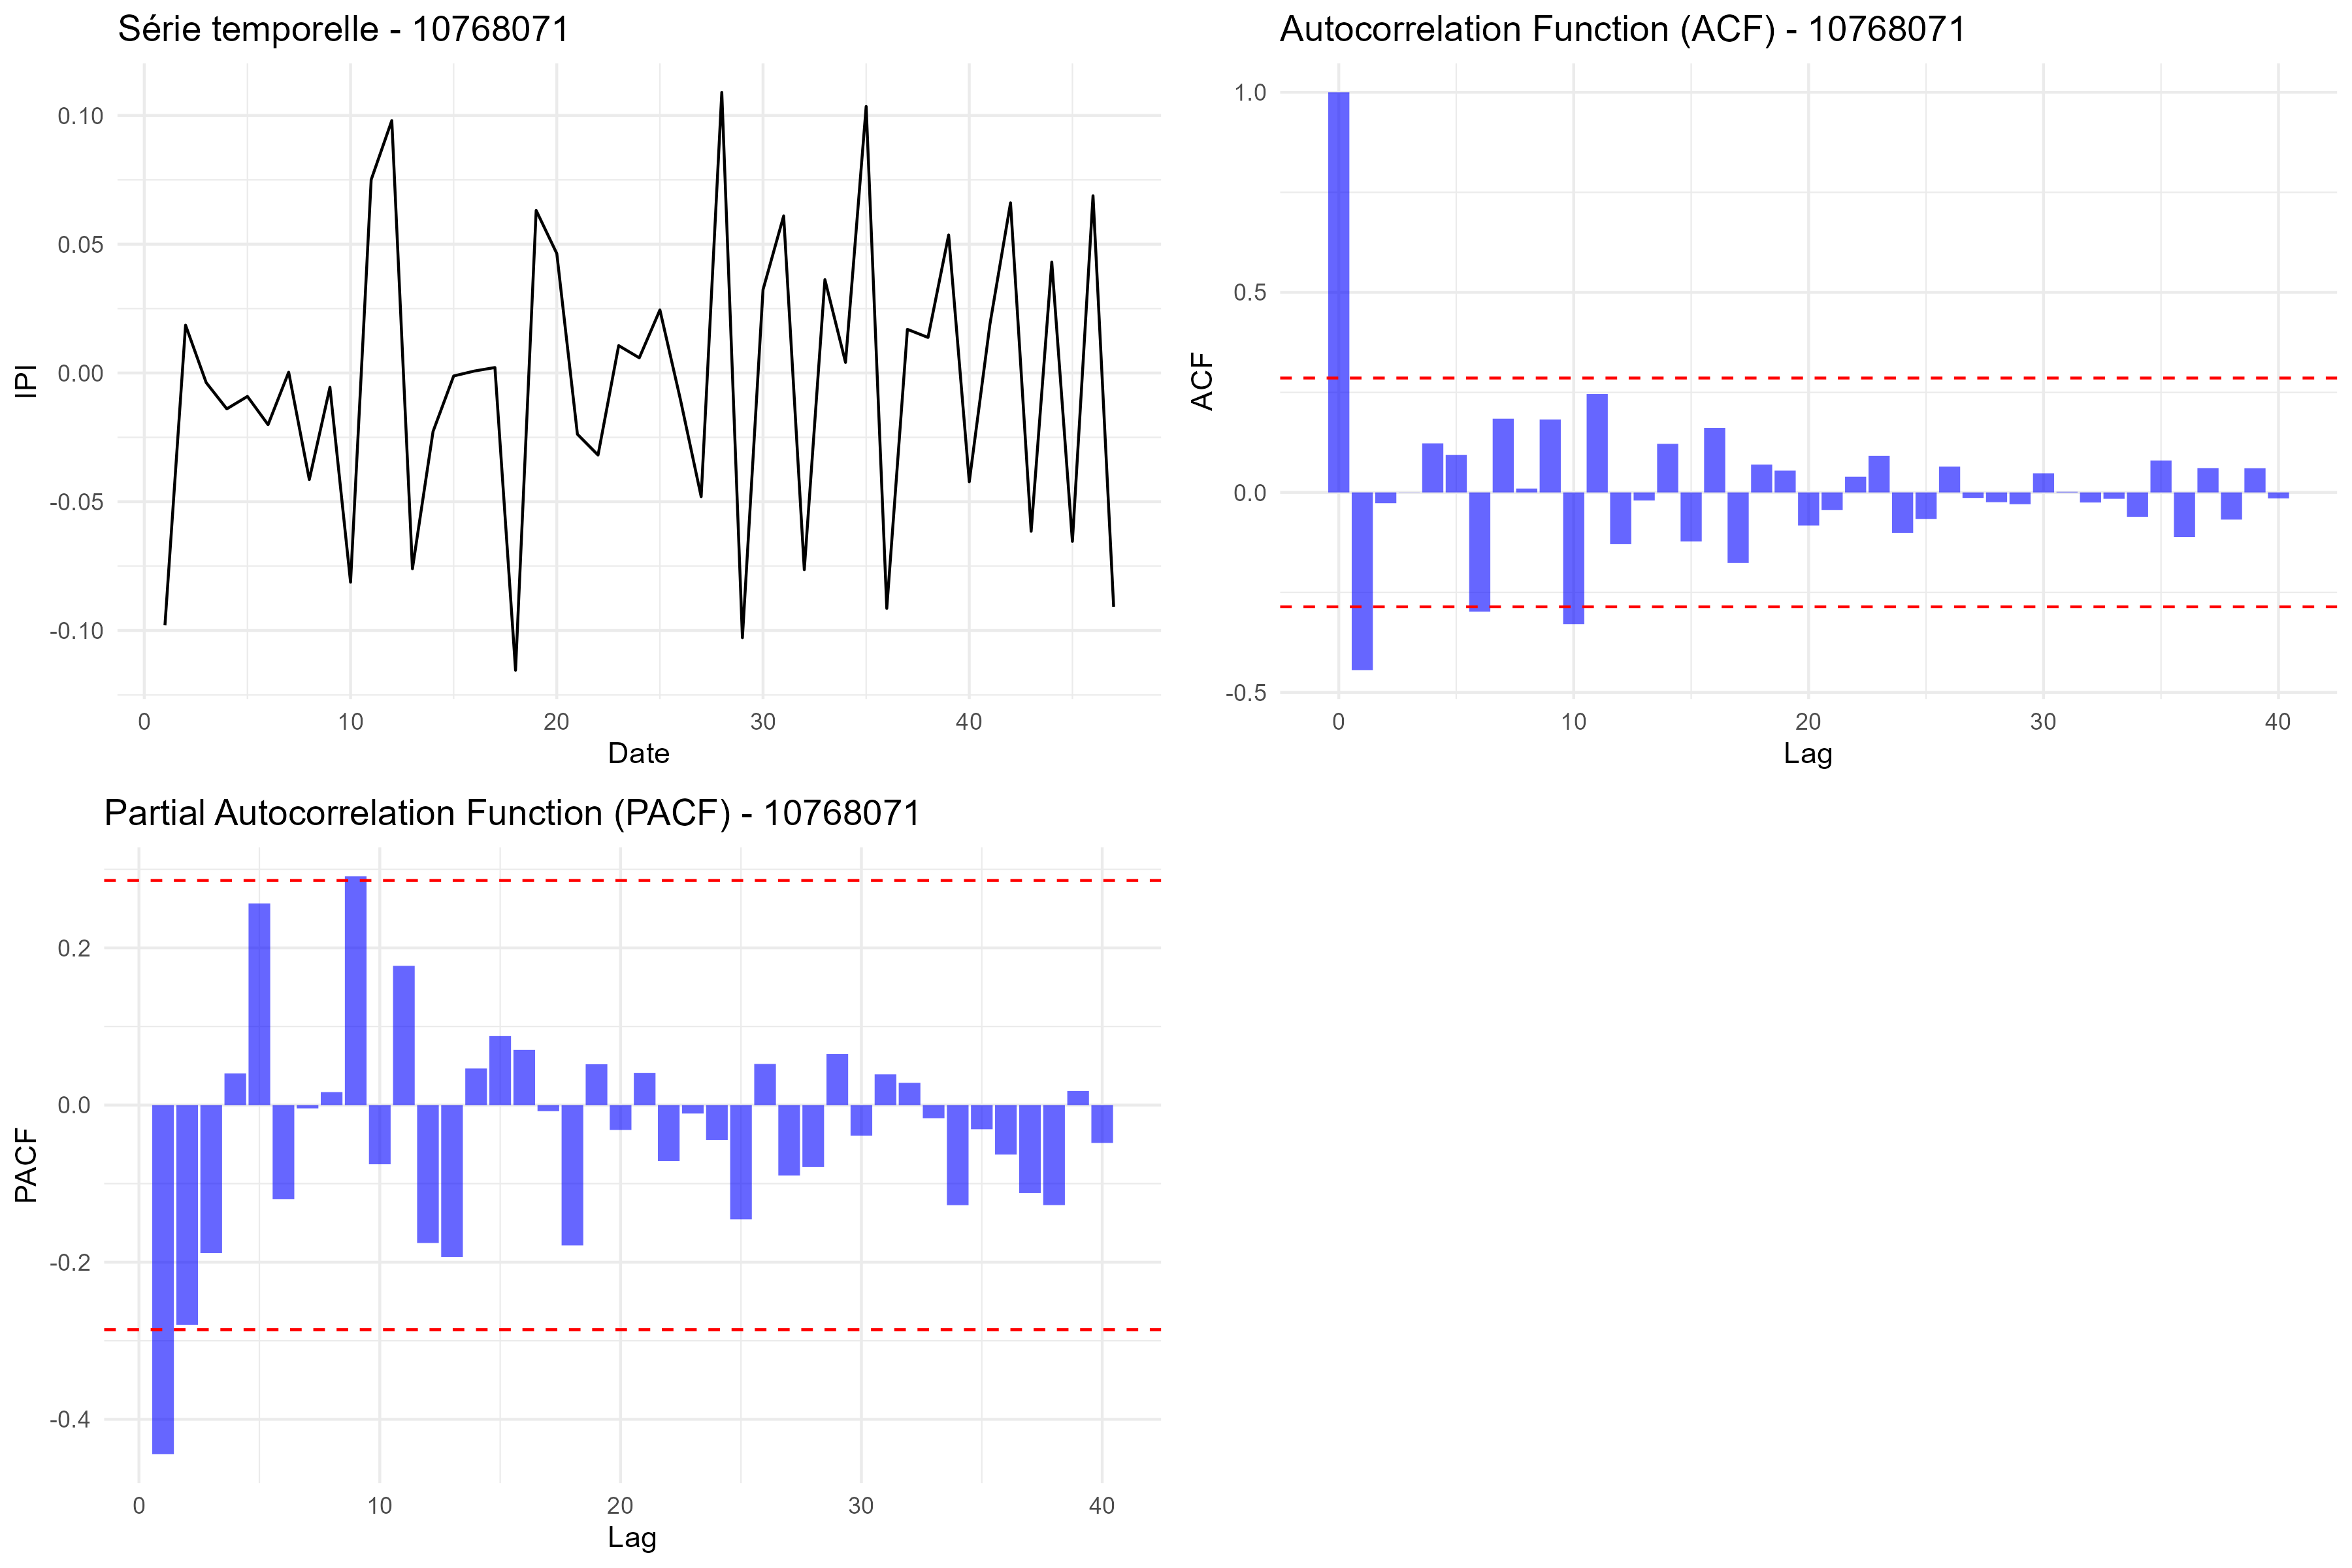 Série temporelle - 10768071
IPI
0.10
0.05
0.00
-0.05
-0.10
0 10 20 30 40
Date
Autocorrelation Function (ACF) - 10768071
ACF
1.0
0.5
0.0
-0.5
0 10 20 30 40
Lag
Partial Autocorrelation Function (PACF) - 10768071
PACF
0.2
0.0
-0.2
-0.4
0 10 20 30 40
Lag